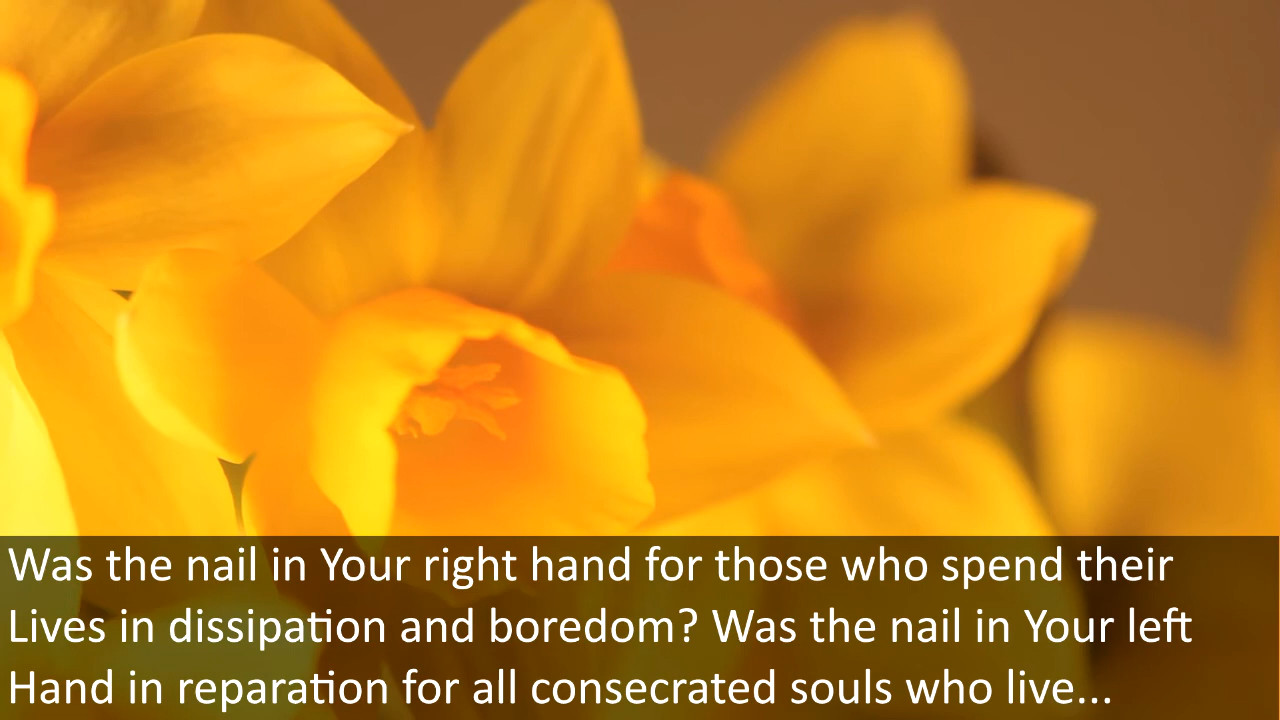 Was the nail in Your right hand for those who spend their
Lives in dissipation and boredom? Was the nail in Your left
Hand in reparation for all consecrated souls who live...